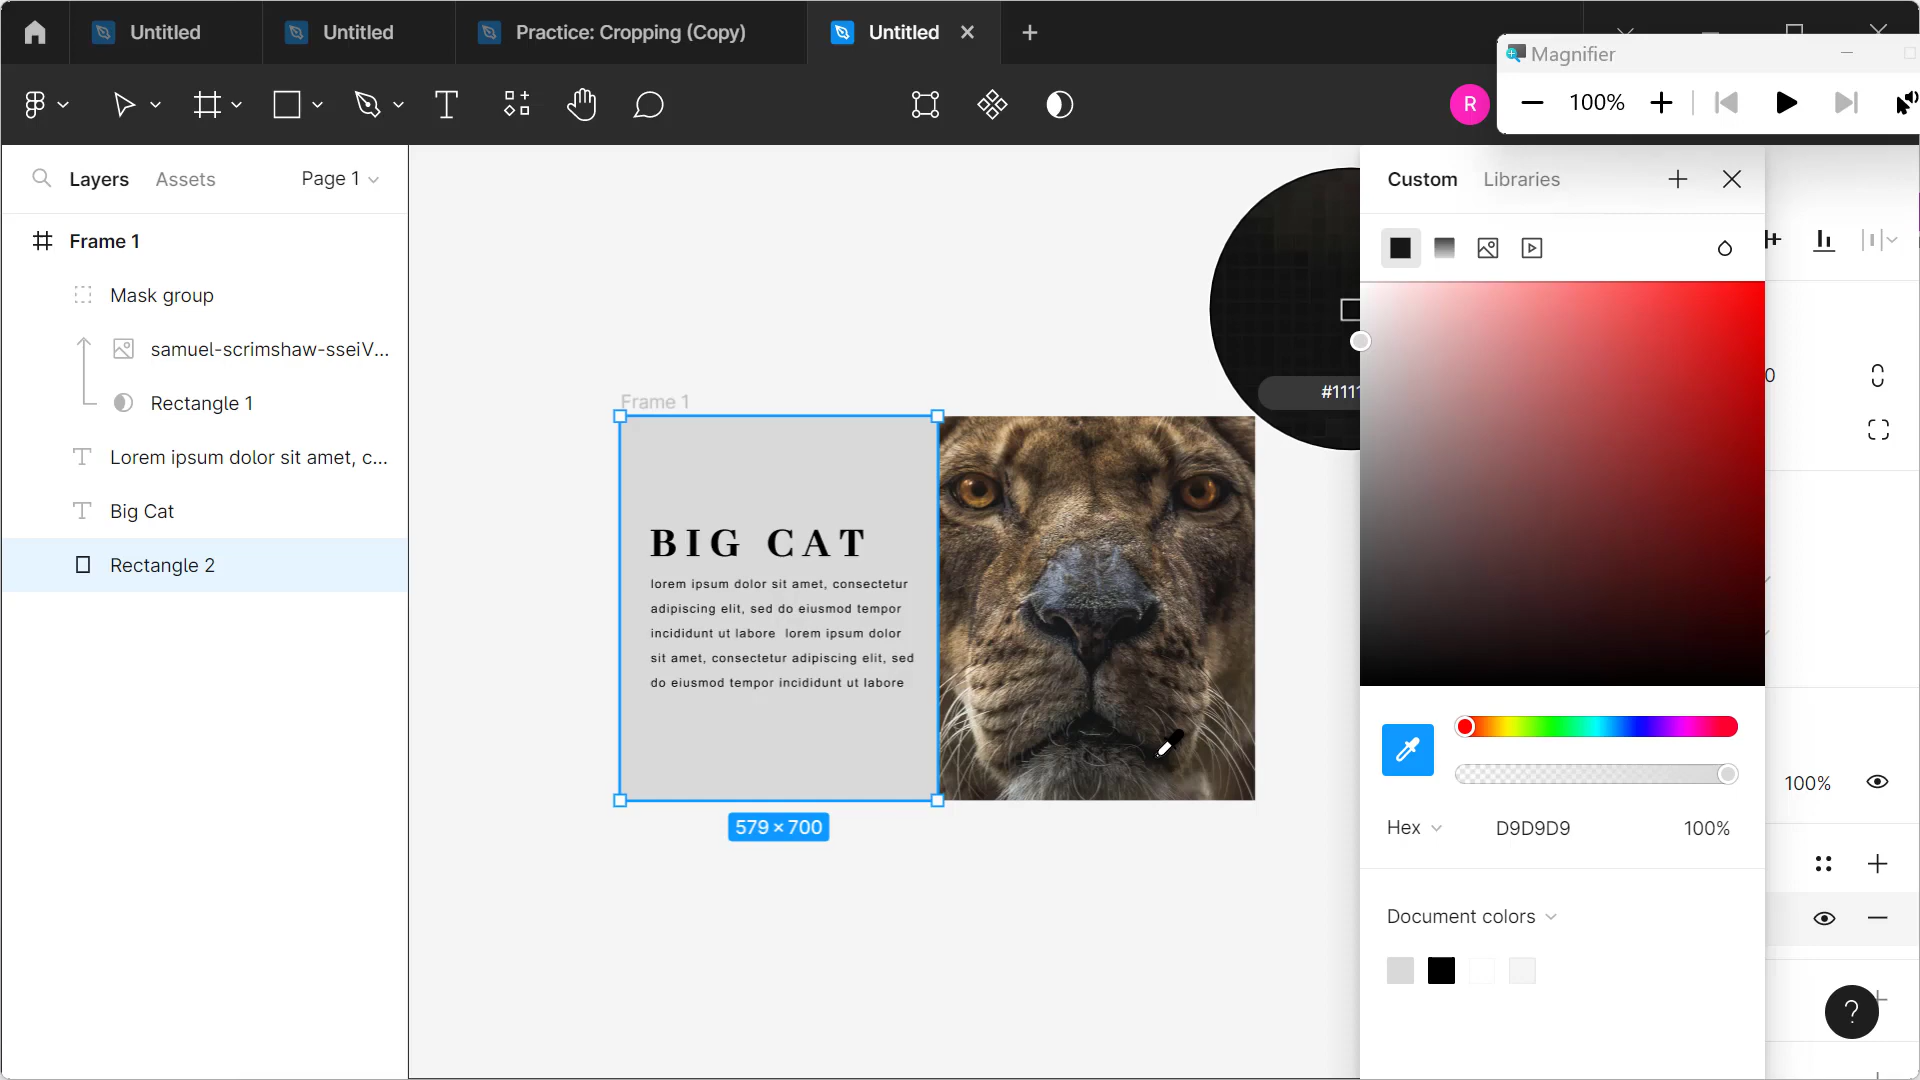 Untitled
Untitled
Practice: Cropping (Copy)
Untitled
Magnifier
R
100%
Layers
Assets
Page 1
Custom
Libraries
Frame 1
Mask group
samuel-scrimshaw-sseiV...
Rectangle 1
Lorem ipsum dolor sit amet, c...
Big Cat
Rectangle 2
#1111
0
Frame 1
BIG CAT
lorem ipsum dolor sit amet, consectetur
adipiscing elit, sed do eiusmod tempor
incididunt ut labore  lorem ipsum dolor
sit amet, consectetur adipiscing elit, sed
do eiusmod tempor incididunt ut labore
579 × 700
100%
Hex
D9D9D9
100%
Document colors
?